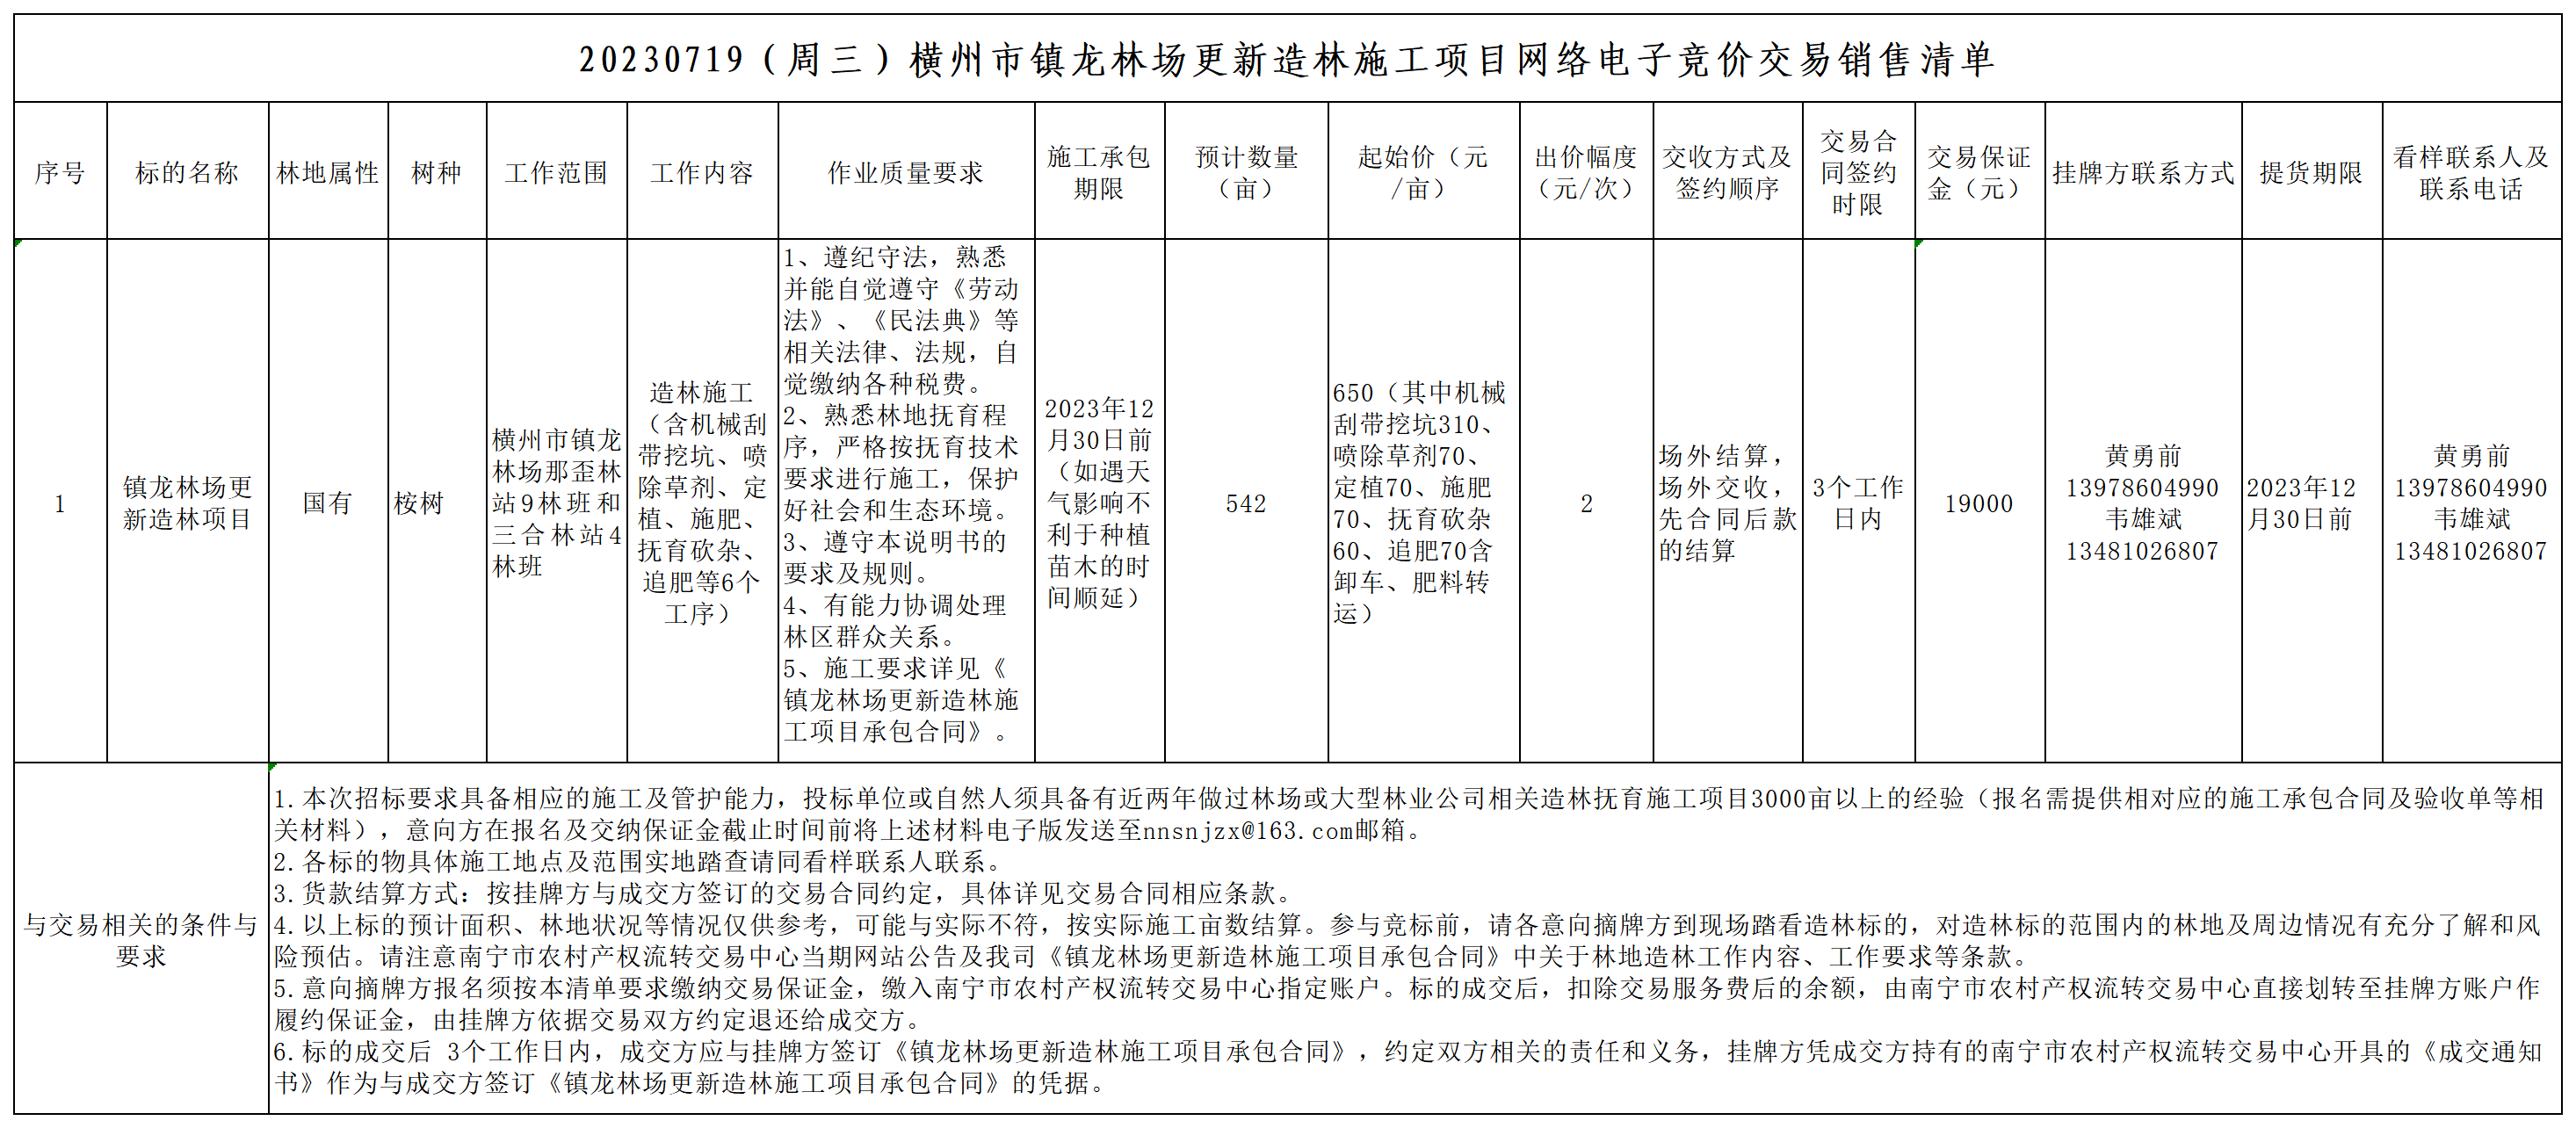 20230719（周三）横州市镇龙林场更新造林施工项目网络电子竞价交易销售清单
序号
标的名称
林地属性
树种
工作范围
工作内容
作业质量要求
施工承包
期限
预计数量
（亩）
起始价（元
/亩）
出价幅度
（元/次）
交收方式及
签约顺序
交易合
同签约
时限
交易保证
金（元）
挂牌方联系方式
提货期限
看样联系人及
联系电话
1
镇龙林场更
新造林项目
国有
桉树
横州市镇龙
林场那歪林
站9林班和
三合林站4
林班
造林施工
（含机械刮
带挖坑、喷
除草剂、定
植、施肥、
抚育砍杂、
追肥等6个
工序）
1、遵纪守法，熟悉
并能自觉遵守《劳动
法》、《民法典》等
相关法律、法规，自
觉缴纳各种税费。
2、熟悉林地抚育程
序，严格按抚育技术
要求进行施工，保护
好社会和生态环境。
3、遵守本说明书的
要求及规则。
4、有能力协调处理
林区群众关系。
5、施工要求详见《
镇龙林场更新造林施
工项目承包合同》。
2023年12
月30日前
（如遇天
气影响不
利于种植
苗木的时
间顺延）
542
650（其中机械
刮带挖坑310、
喷除草剂70、
定植70、施肥
70、抚育砍杂
60、追肥70含
卸车、肥料转
运）
2
场外结算，
场外交收，
先合同后款
的结算
3个工作
日内
19000
黄勇前
13978604990
韦雄斌
13481026807
2023年12
月30日前
黄勇前
13978604990
韦雄斌
13481026807
与交易相关的条件与
要求
1.本次招标要求具备相应的施工及管护能力，投标单位或自然人须具备有近两年做过林场或大型林业公司相关造林抚育施工项目3000亩以上的经验（报名需提供相对应的施工承包合同及验收单等相
关材料），意向方在报名及交纳保证金截止时间前将上述材料电子版发送至nnsnjzx@163.com邮箱。
2.各标的物具体施工地点及范围实地踏查请同看样联系人联系。
3.货款结算方式：按挂牌方与成交方签订的交易合同约定，具体详见交易合同相应条款。
4.以上标的预计面积、林地状况等情况仅供参考，可能与实际不符，按实际施工亩数结算。参与竞标前，请各意向摘牌方到现场踏看造林标的，对造林标的范围内的林地及周边情况有充分了解和风
险预估。请注意南宁市农村产权流转交易中心当期网站公告及我司《镇龙林场更新造林施工项目承包合同》中关于林地造林工作内容、工作要求等条款。
5.意向摘牌方报名须按本清单要求缴纳交易保证金，缴入南宁市农村产权流转交易中心指定账户。标的成交后，扣除交易服务费后的余额，由南宁市农村产权流转交易中心直接划转至挂牌方账户作
履约保证金，由挂牌方依据交易双方约定退还给成交方。
6.标的成交后 3个工作日内，成交方应与挂牌方签订《镇龙林场更新造林施工项目承包合同》，约定双方相关的责任和义务，挂牌方凭成交方持有的南宁市农村产权流转交易中心开具的《成交通知
书》作为与成交方签订《镇龙林场更新造林施工项目承包合同》的凭据。